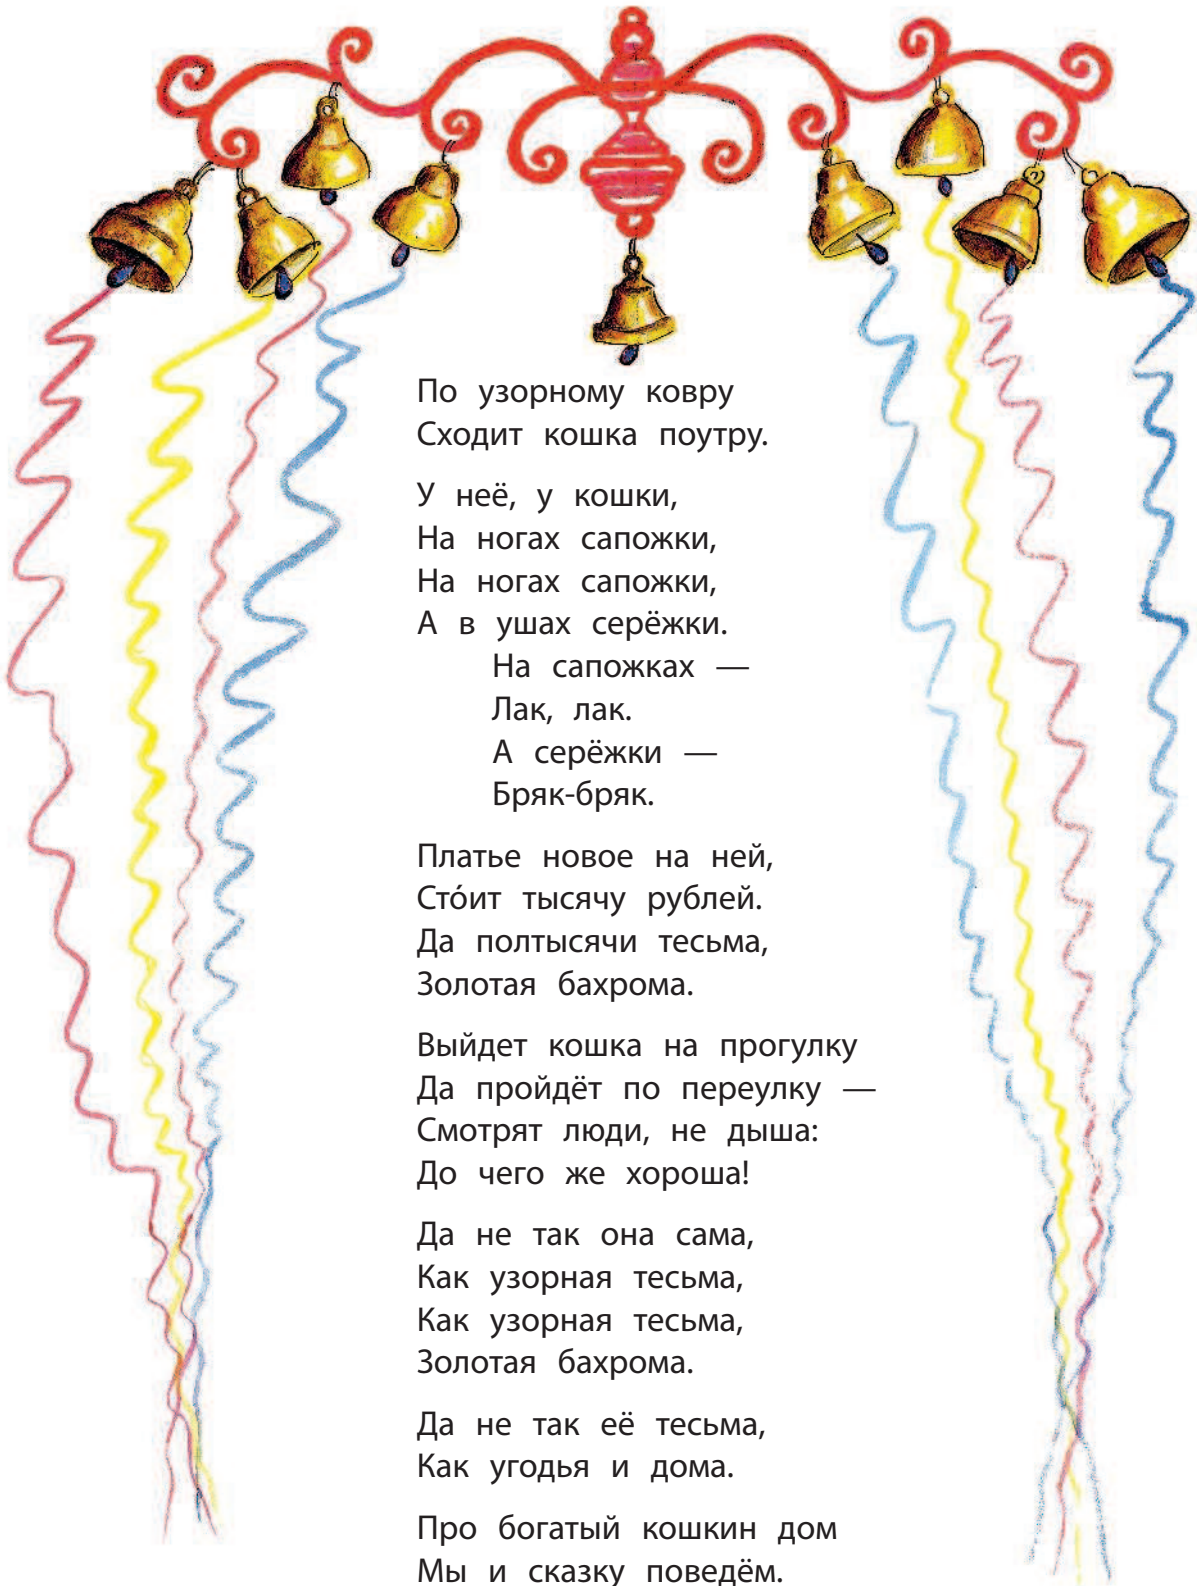 По узорному ковру
Сходит кошка поутру.
У неё, у кошки,
На ногах сапожки,
На ногах сапожки,
А в ушах серёжки.
На сапожках —
Лак, лак.
А серёжки —
Бряк-бряк.
Платье новое на ней,
Сто́ит тысячу рублей.
Да полтысячи тесьма,
Золотая бахрома.
Выйдет кошка на прогулку
Да пройдёт по переулку —
Смотрят люди, не дыша:
До чего же хороша!
Да не так она сама,
Как узорная тесьма,
Как узорная тесьма,
Золотая бахрома.
Да не так её тесьма,
Как угодья и дома.
Про богатый кошкин дом
Мы и сказку поведём.